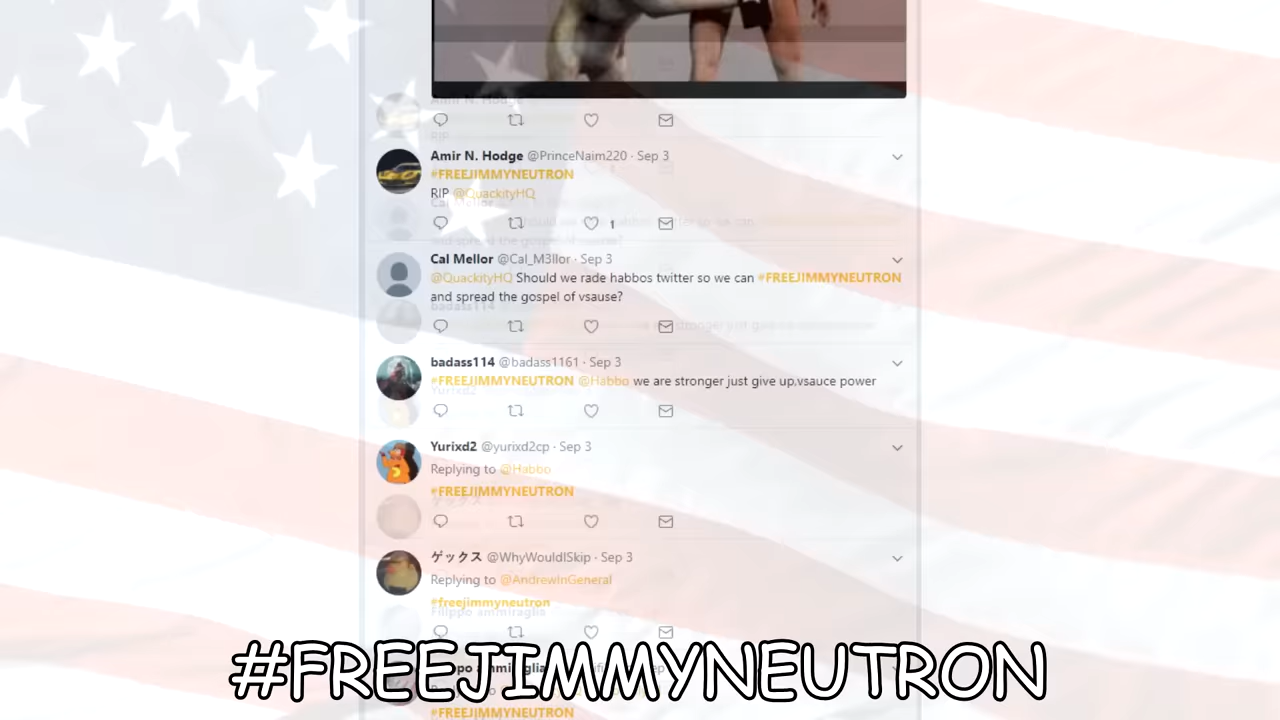 Amir N. Hodge @PrinceNaim220 · Sep 3
#FREEJIMMYNEUTRON
RIP @QuackityHQ
1
Cal Mellor @Cal_M3llor · Sep 3
@QuackityHQ Should we rade habbos twitter so we can #FREEJIMMYNEUTRON
and spread the gospel of vsause?
badass114 @badass1161 · Sep 3
#FREEJIMMYNEUTRON @Habbo we are stronger just give up,vsauce power
Yurixd2 @yurixd2cp · Sep 3
Replying to @Habbo
#FREEJIMMYNEUTRON
ゲックス @WhyWouldISkip · Sep 3
Replying to @AndrewInGeneral
#freejimmyneutron
#FREEJIMMYNEUTRON
#FREEJIMMYNEUTRON